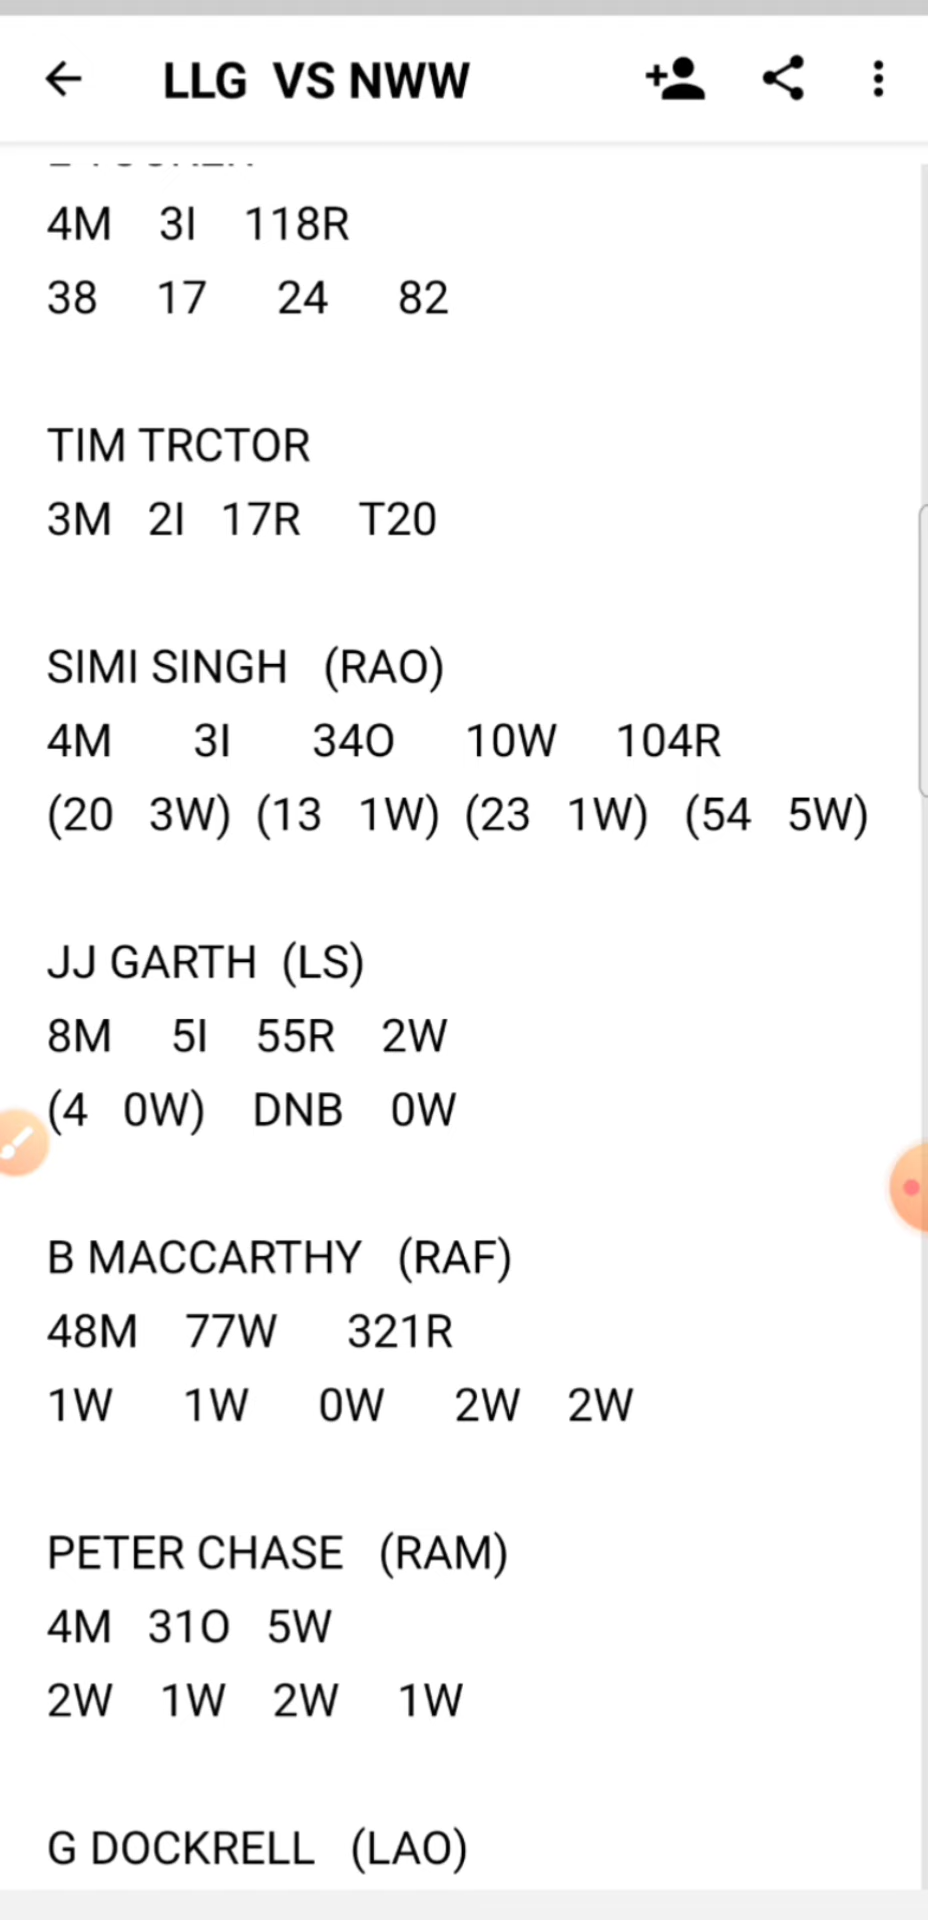 LLG VS NWW
4M 3I 118R
38 17 24 82
TIM TRCTOR
3M 2I 17R T20
SIMI SINGH (RAO)
4M 3I 34O 10W 104R
(20 3W) (13 1W) (23 1W) (54 5W)
JJ GARTH (LS)
8M 5I 55R 2W
(4 0W) DNB 0W
B MACCARTHY (RAF)
48M 77W 321R
1W 1W 0W 2W 2W
PETER CHASE (RAM)
4M 31O 5W
2W 1W 2W 1W
G DOCKRELL (LAO)